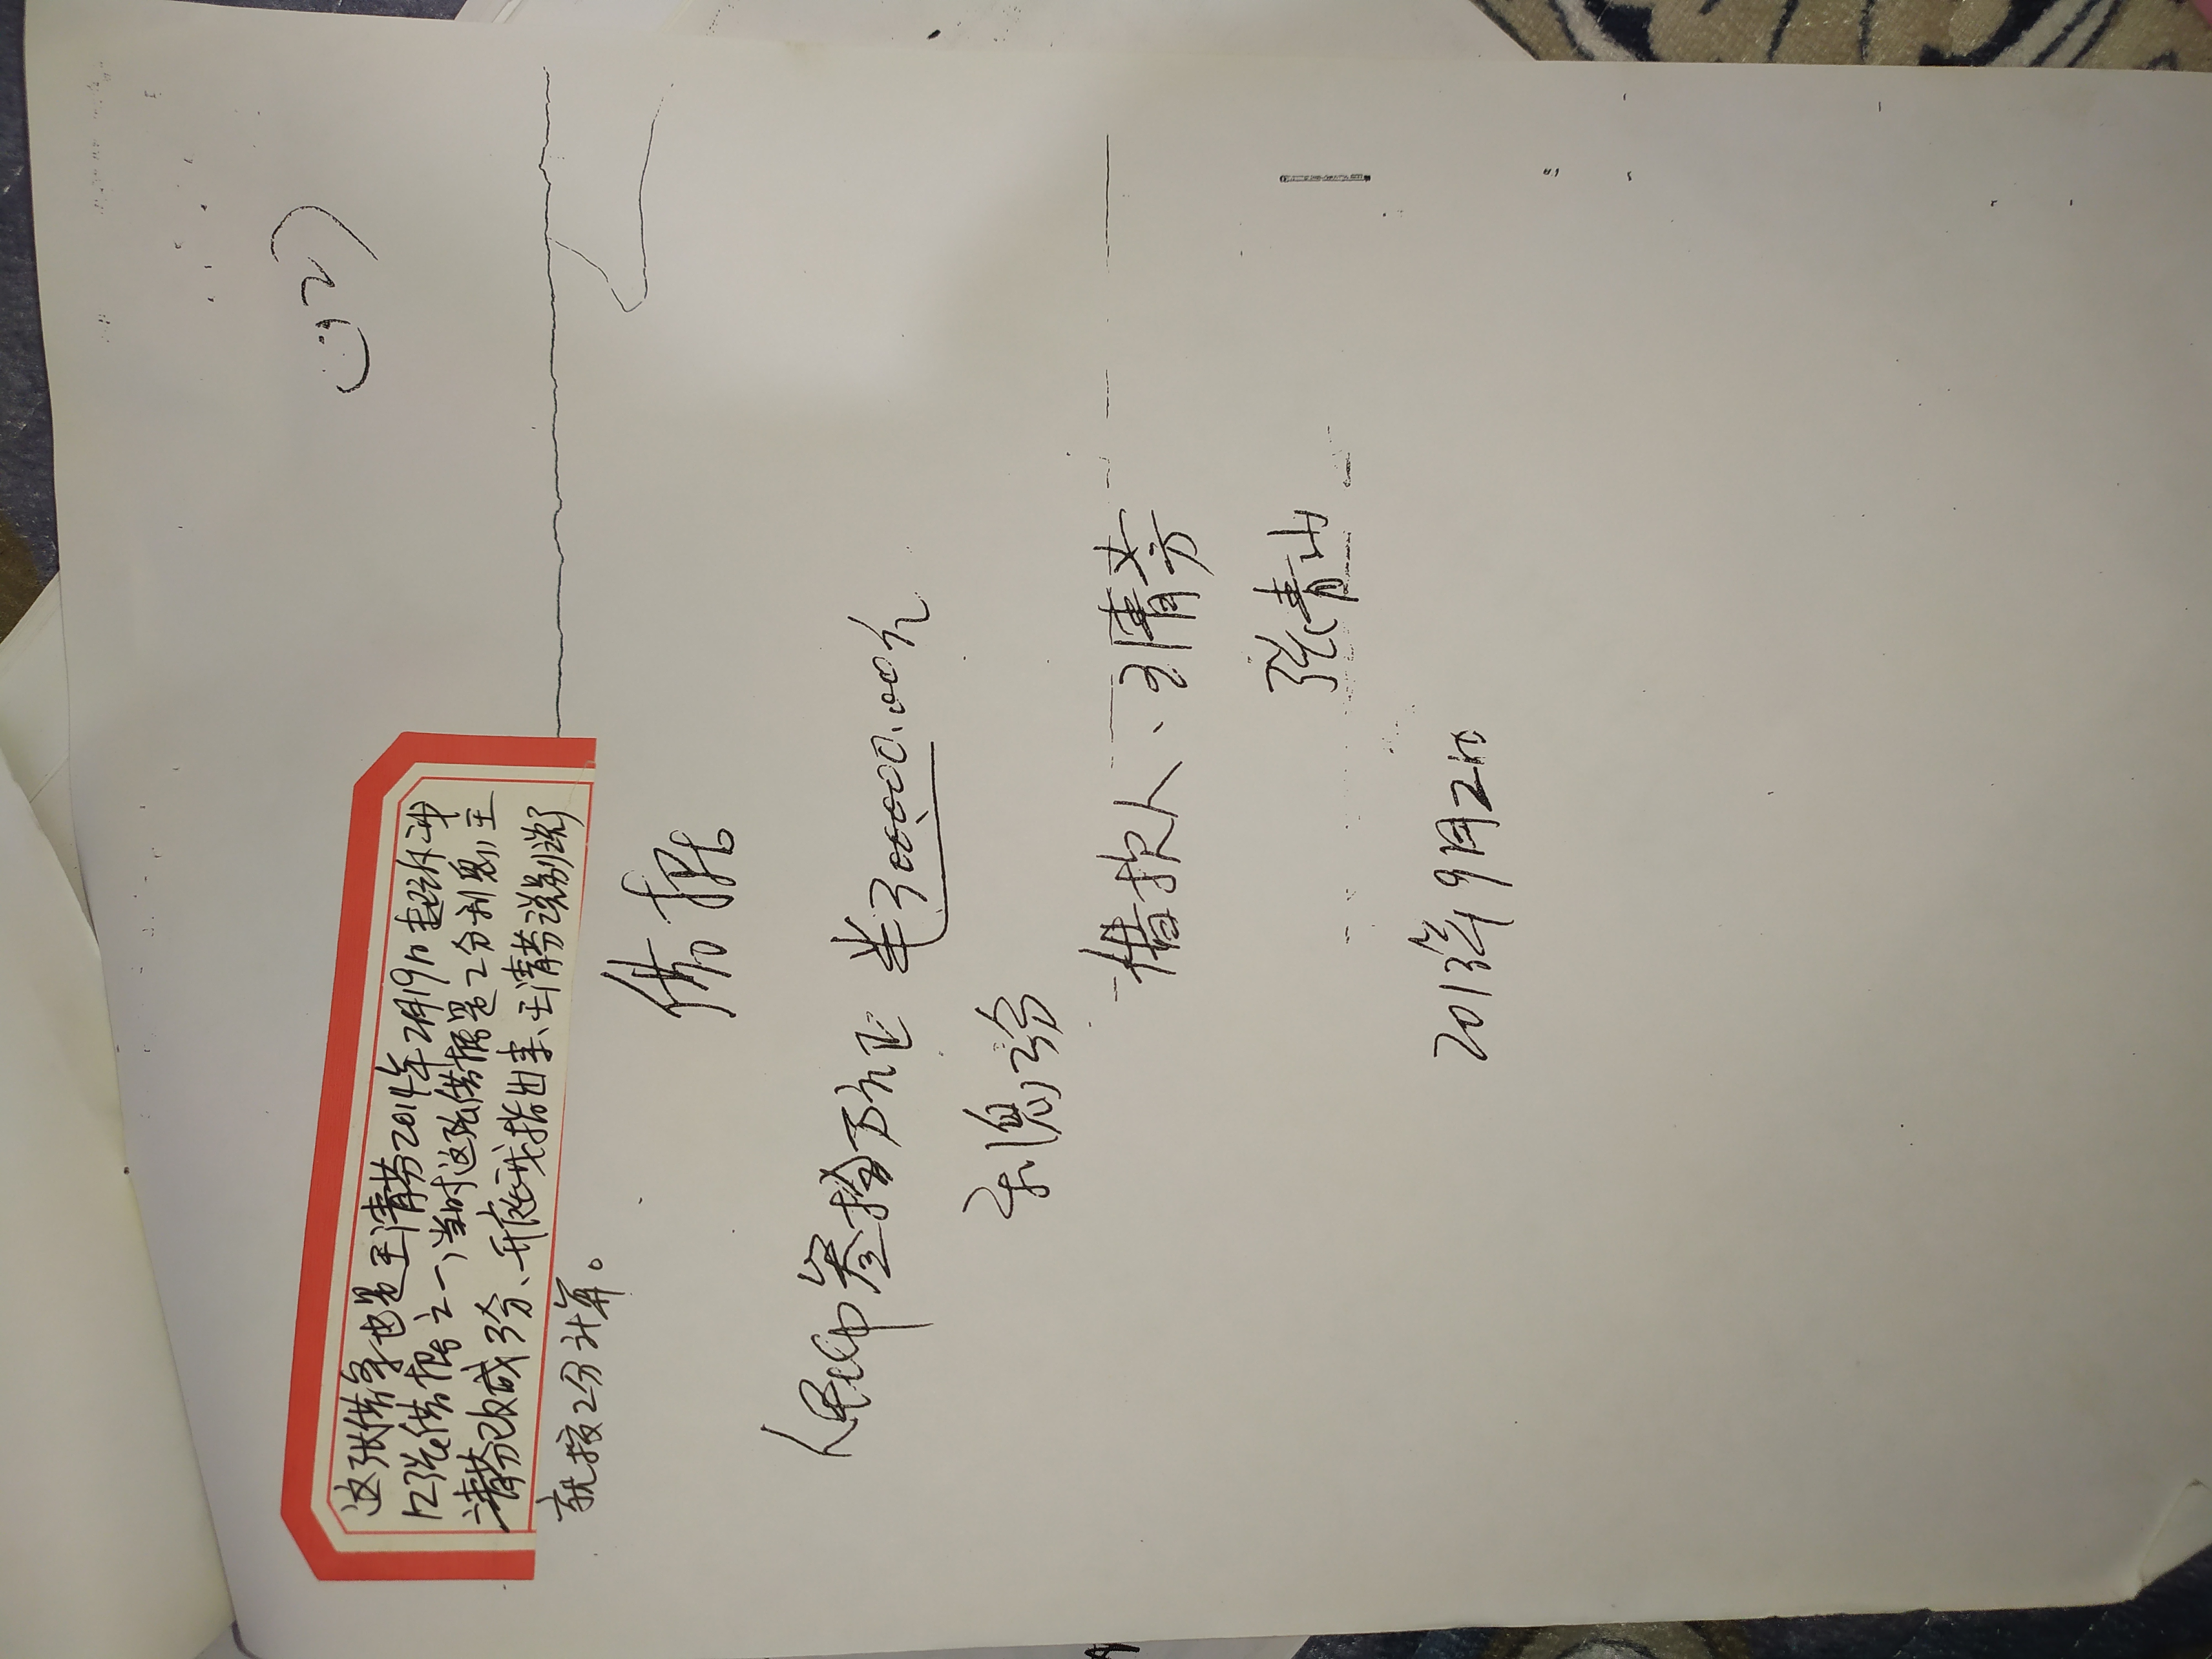 (12)
这张借条也是王清芬2014年2月19日起诉我
12张借据之一,当时这张借据是2分利息,王
清芬改成3分、开庭我指出来、王清芬说别说了
就按2分计算。
借据
人民币叁拾万元正 ¥300000.00元
利息3分
借款人、王清芬
张青山
2013年9月2日